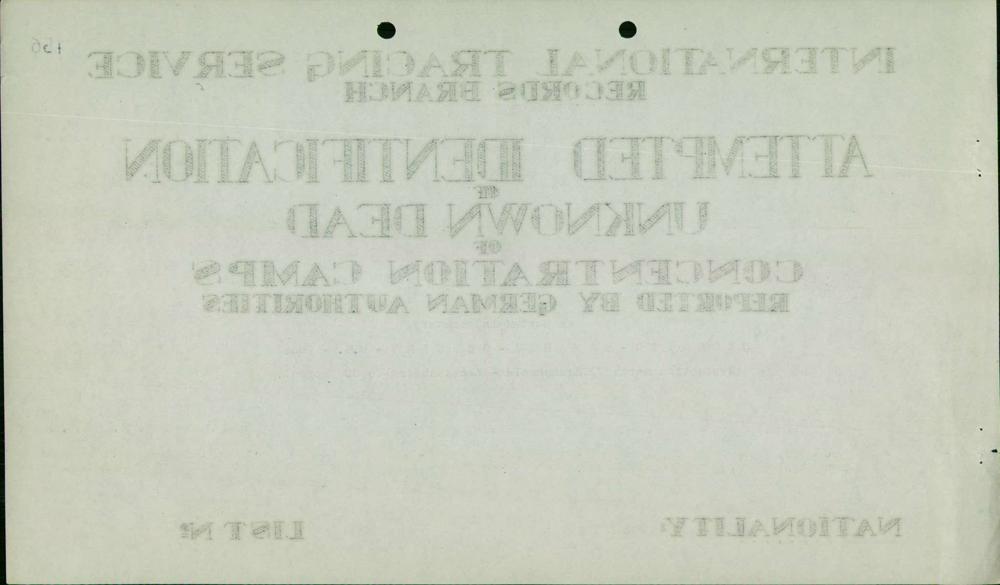 156
INTERNATIONAL TRACING SERVICE
RECORDS BRANCH
ATTEMPTED IDENTIFICATION
OF
UNKNOWN DEAD
OF
CONCENTRATION CAMPS
REPORTED BY GERMAN AUTHORITIES
NATIONALITY: LIST Nº